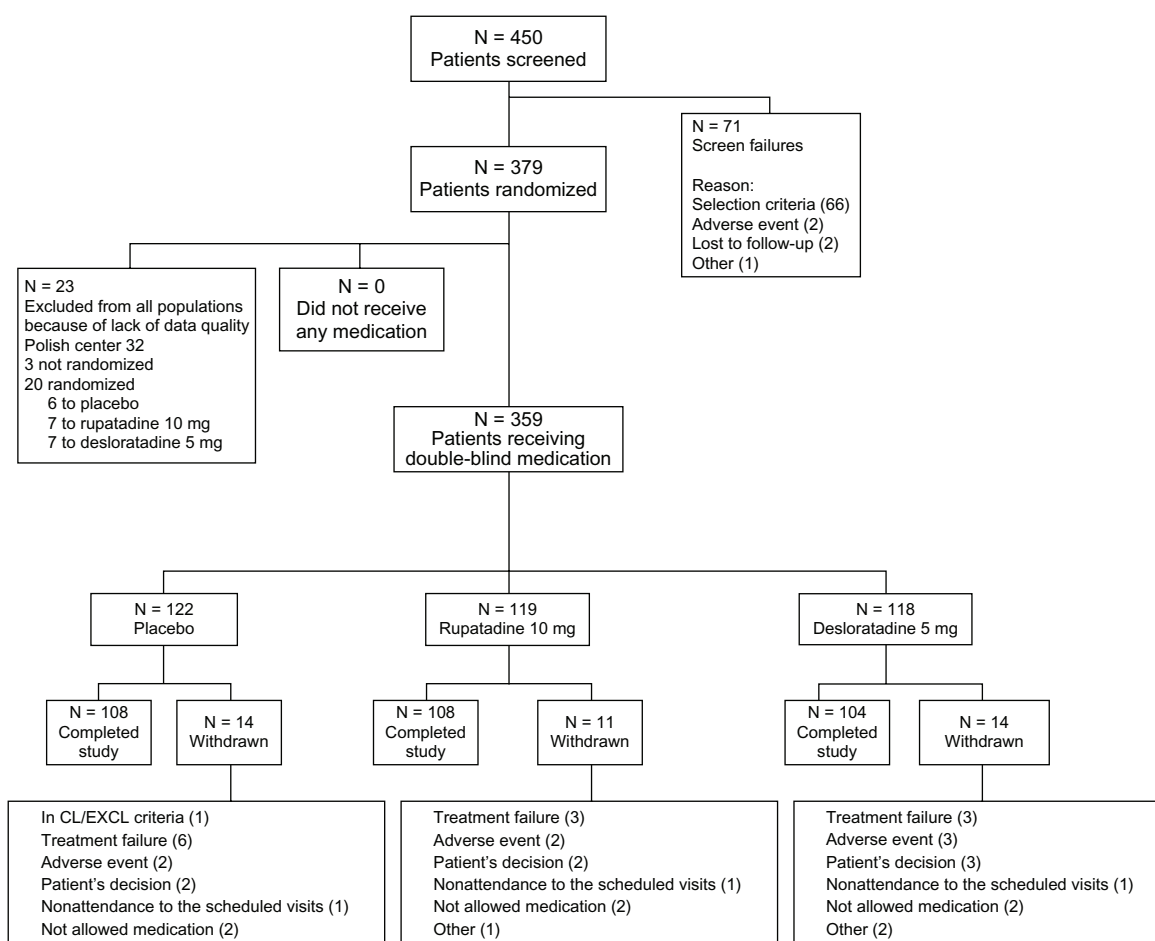 N = 450
Patients screened
N = 71
Screen failures
Reason:
Selection criteria (66)
Adverse event (2)
Lost to follow-up (2)
Other (1)
N = 379
Patients randomized
N = 23
Excluded from all populations
because of lack of data quality
Polish center 32
3 not randomized
20 randomized
6 to placebo
7 to rupatadine 10 mg
7 to desloratadine 5 mg
N = 0
Did not receive
any medication
N = 359
Patients receiving
double-blind medication
N = 122
Placebo
N = 119
Rupatadine 10 mg
N = 118
Desloratadine 5 mg
N = 108
Completed
study
N = 14
Withdrawn
N = 108
Completed
study
N = 11
Withdrawn
N = 104
Completed
study
N = 14
Withdrawn
In CL/EXCL criteria (1)
Treatment failure (6)
Adverse event (2)
Patient's decision (2)
Nonattendance to the scheduled visits (1)
Not allowed medication (2)
Treatment failure (3)
Adverse event (2)
Patient's decision (2)
Nonattendance to the scheduled visits (1)
Not allowed medication (2)
Other (1)
Treatment failure (3)
Adverse event (3)
Patient's decision (3)
Nonattendance to the scheduled visits (1)
Not allowed medication (2)
Other (2)